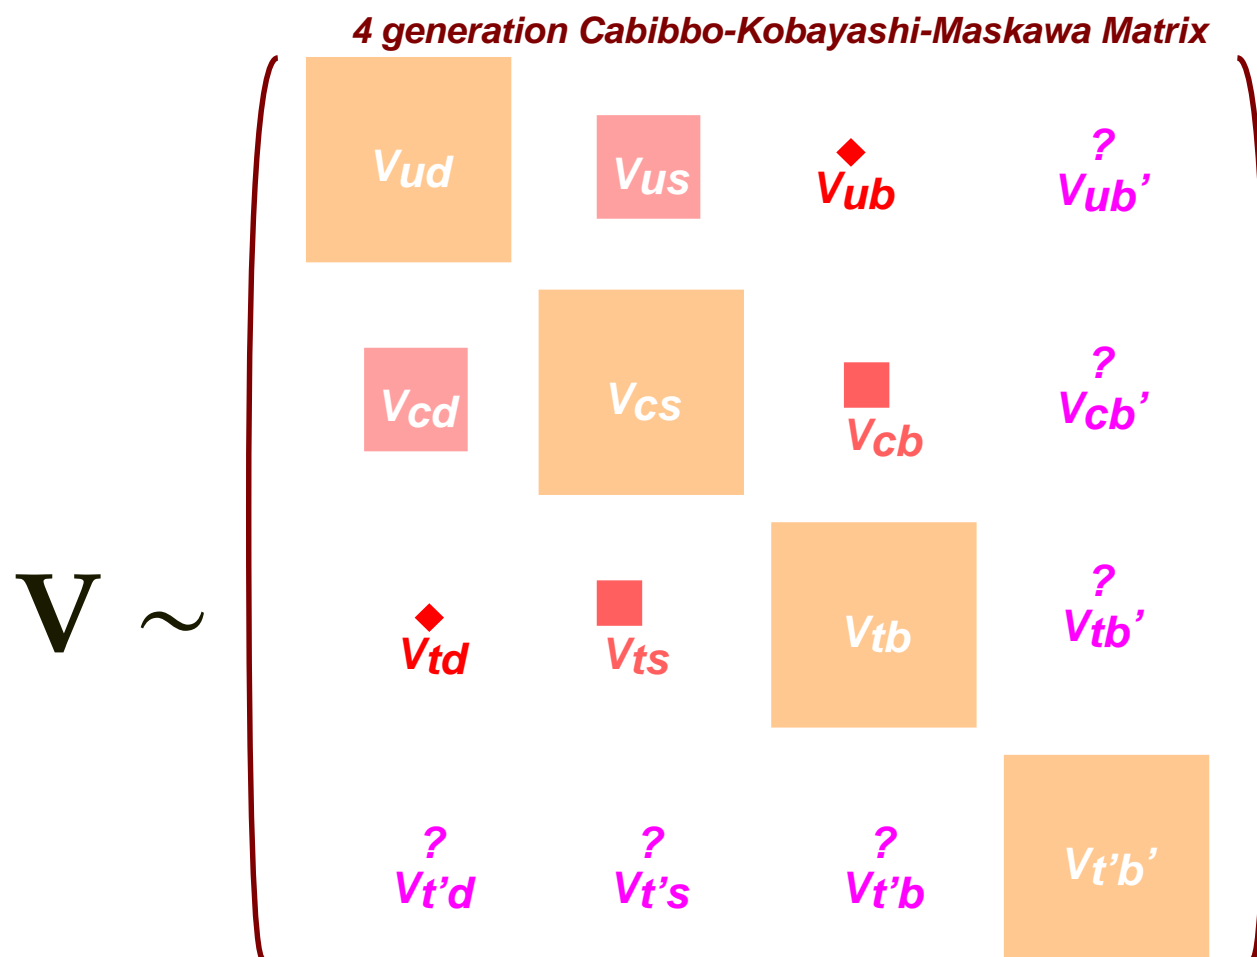 4 generation Cabibbo-Kobayashi-Maskawa Matrix
Vud Vus Vub ? Vub’
Vcd Vcs Vcb ? Vcb’
V ~
Vtd Vts Vtb ? Vtb’
? ? ?
Vt’d Vt’s Vt’b Vt’b’